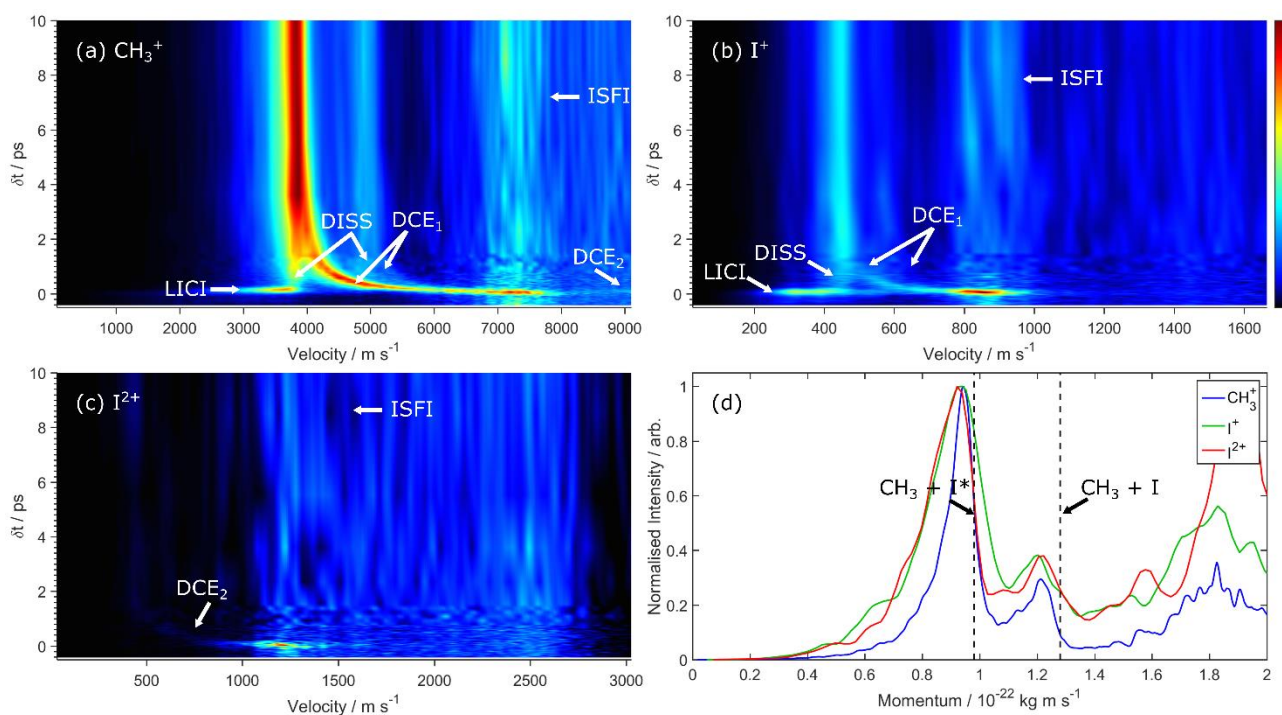 (a) CH₃⁺
ISFI
DISS
DCE₁
DCE₂
LICI
δt / ps
10
8
6
4
2
0
1000 2000 3000 4000 5000 6000 7000 8000 9000
Velocity / m s⁻¹
(b) I⁺
ISFI
DCE₁
DISS
LICI
δt / ps
10
8
6
4
2
0
200 400 600 800 1000 1200 1400 1600
Velocity / m s⁻¹
(c) I²⁺
ISFI
DCE₂
δt / ps
10
8
6
4
2
0
500 1000 1500 2000 2500 3000
Velocity / m s⁻¹
(d)
CH₃⁺
I⁺
I²⁺
CH₃ + I*
CH₃ + I
Normalised Intensity / arb.
1
0.8
0.6
0.4
0.2
0
0 0.2 0.4 0.6 0.8 1 1.2 1.4 1.6 1.8 2
Momentum / 10⁻²² kg m s⁻¹